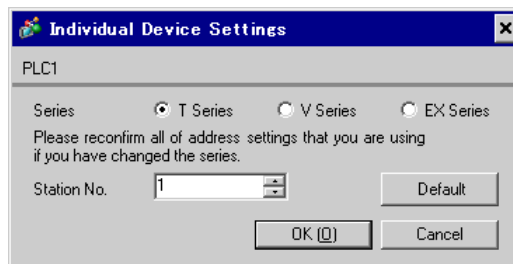 Individual Device Settings
PLC1
Series T Series V Series EX Series
Please reconfirm all of address settings that you are using
if you have changed the series.
Station No. 1 Default
OK (O) Cancel